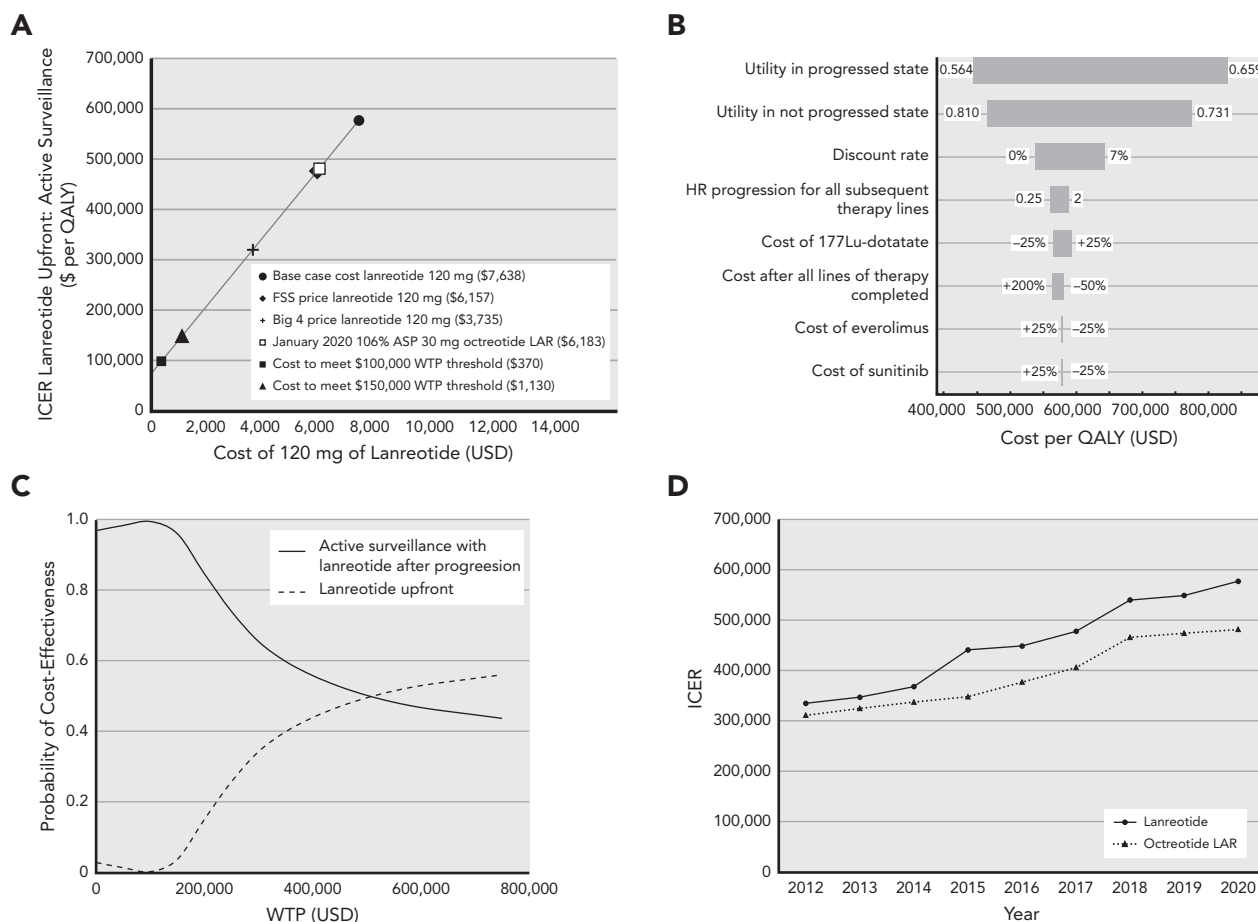 A
ICER Lanreotide Upfront: Active Surveillance
($ per QALY)
700,000
600,000
500,000
400,000
300,000
200,000
100,000
0
Base case cost lanreotide 120 mg ($7,638)
FSS price lanreotide 120 mg ($6,157)
Big 4 price lanreotide 120 mg ($3,735)
January 2020 106% ASP 30 mg octreotide LAR ($6,183)
Cost to meet $100,000 WTP threshold ($370)
Cost to meet $150,000 WTP threshold ($1,130)
0 2,000 4,000 6,000 8,000 10,000 12,000 14,000
Cost of 120 mg of Lanreotide (USD)
B
Utility in progressed state 0.564 0.659
Utility in not progressed state 0.810 0.731
Discount rate 0% 7%
HR progression for all subsequent
therapy lines 0.25 2
Cost of 177Lu-dotatate –25% +25%
Cost after all lines of therapy
completed +200% –50%
Cost of everolimus +25% –25%
Cost of sunitinib +25% –25%
400,000 500,000 600,000 700,000 800,000
Cost per QALY (USD)
C
Probability of Cost-Effectiveness
1.0
0.8
0.6
0.4
0.2
0
Active surveillance with
lanreotide after progreesion
Lanreotide upfront
0 200,000 400,000 600,000 800,000
WTP (USD)
D
ICER
700,000
600,000
500,000
400,000
300,000
200,000
100,000
0
Lanreotide
Octreotide LAR
2012 2013 2014 2015 2016 2017 2018 2019 2020
Year